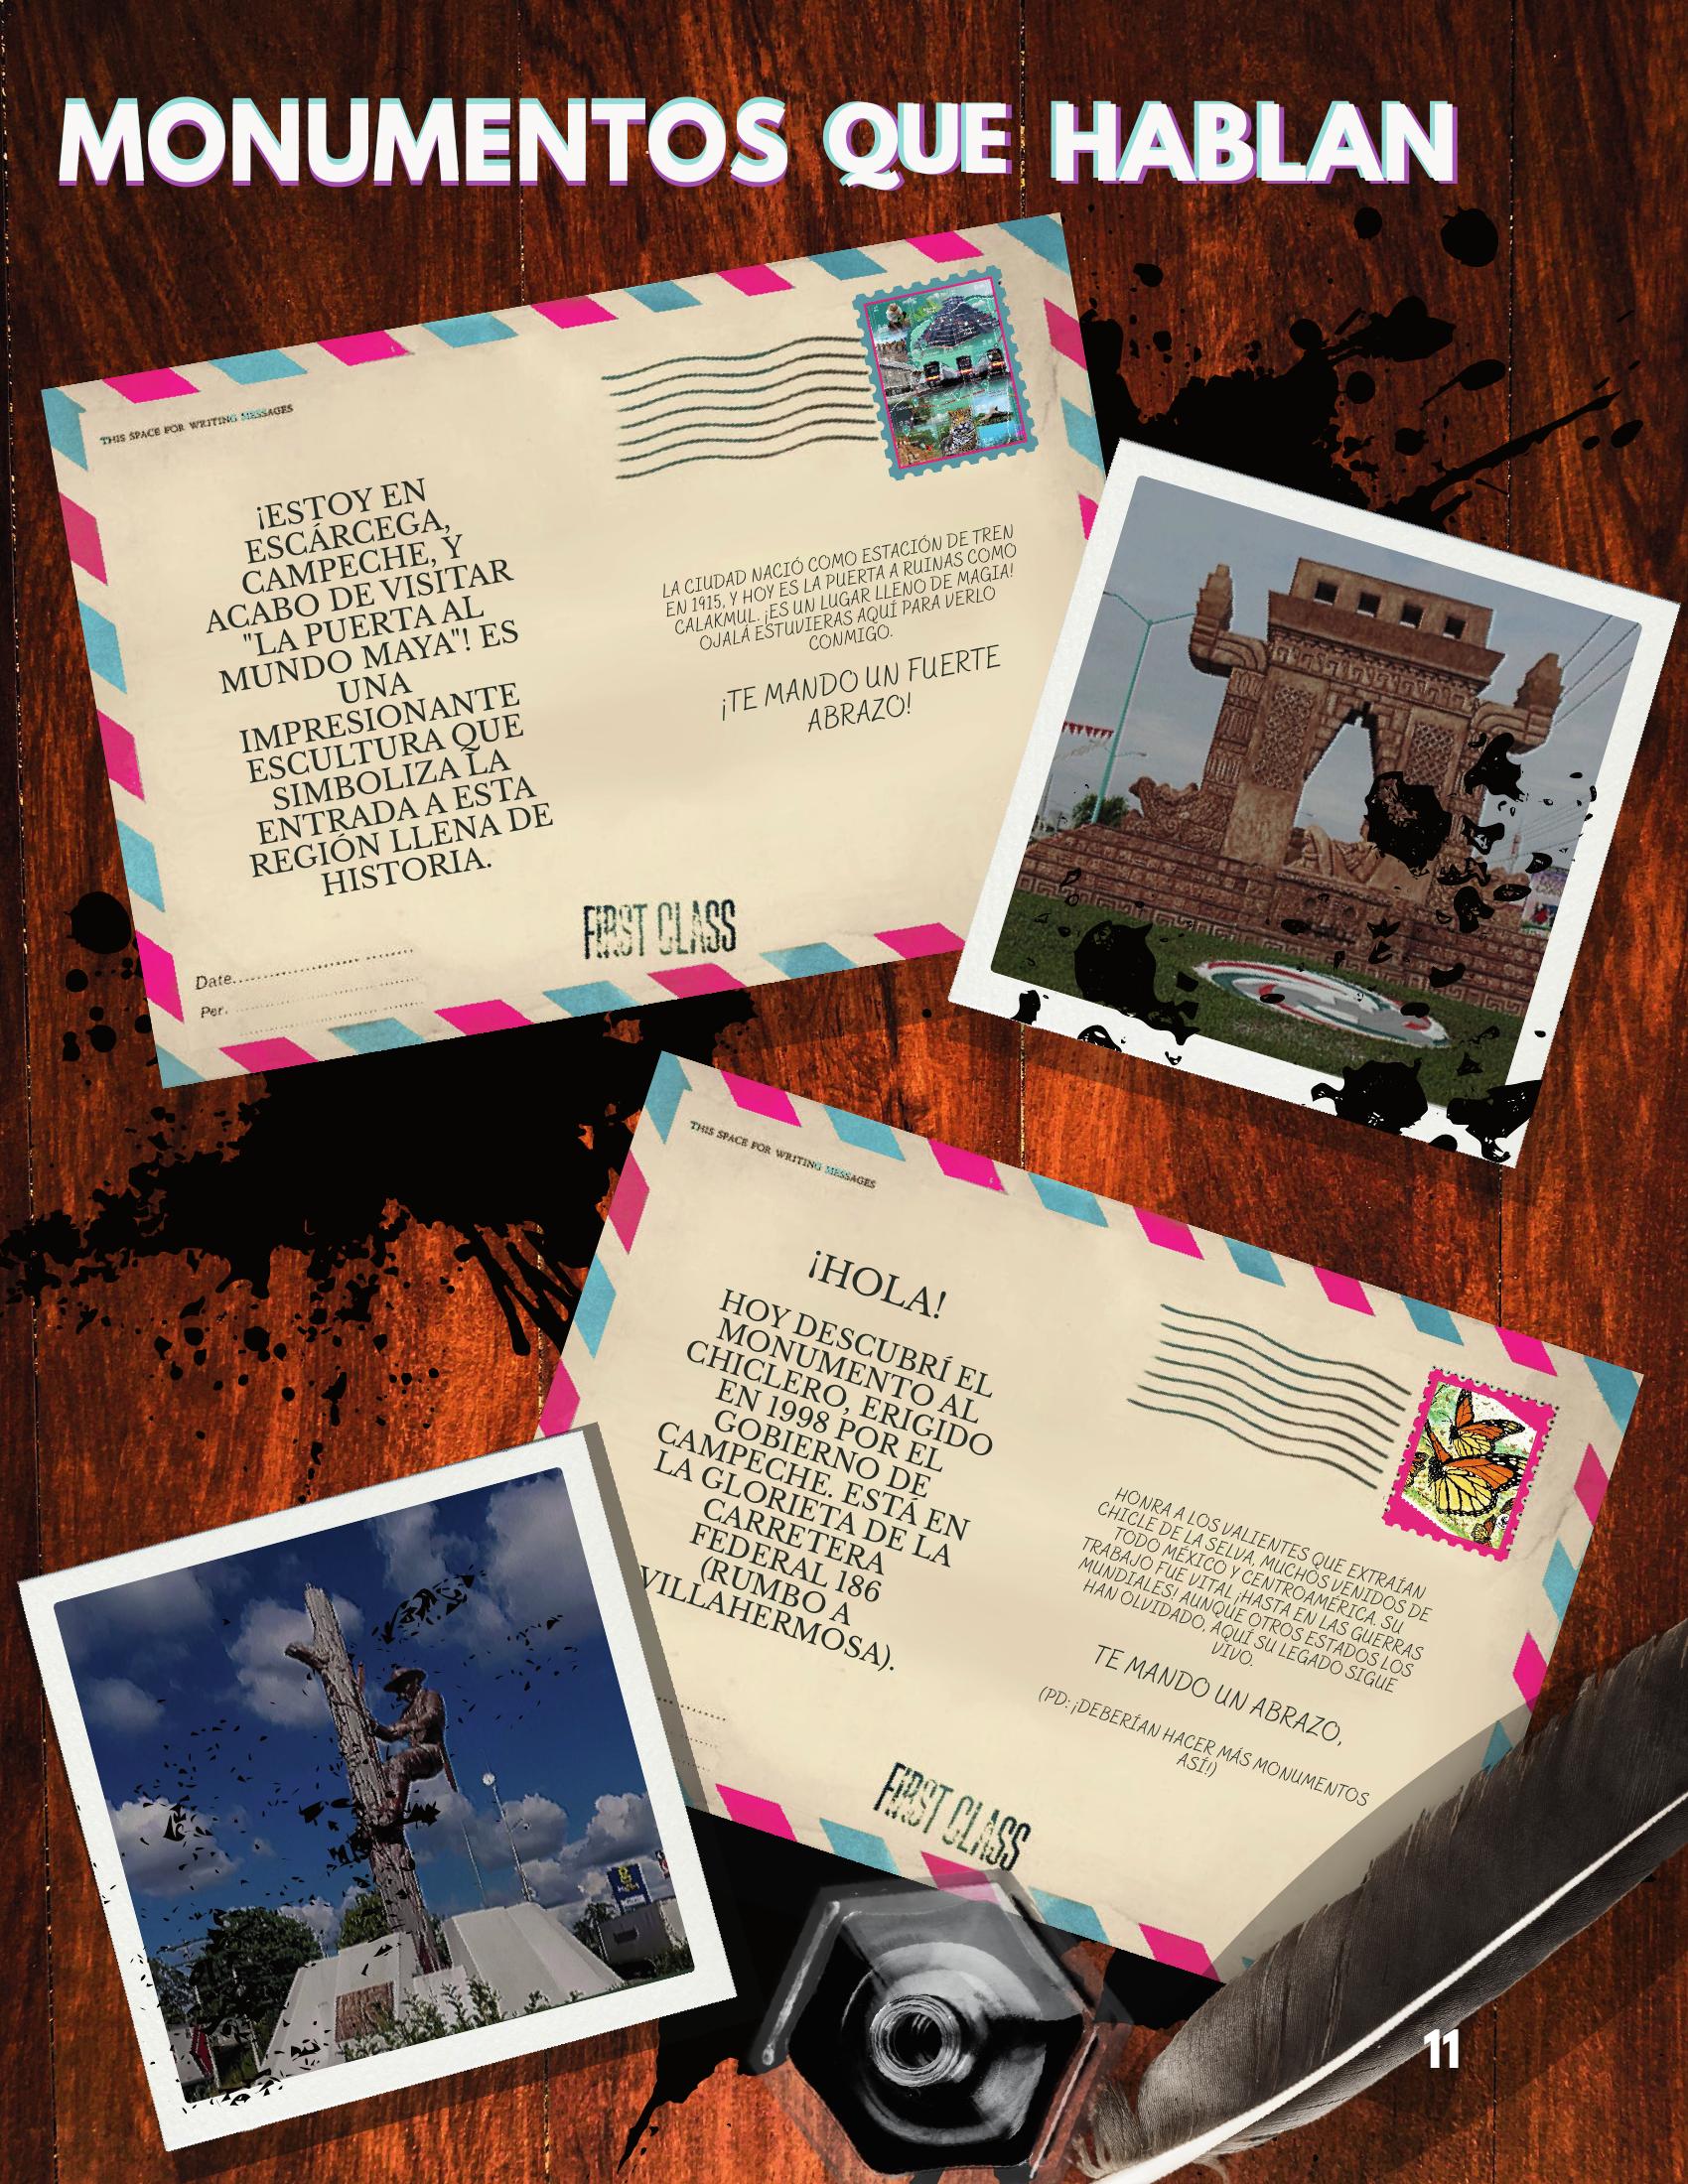 MONUMENTOS QUE HABLAN
THIS SPACE FOR WRITING MESSAGES
¡ESTOY EN
ESCÁRCEGA,
CAMPECHE, Y
ACABO DE VISITAR
"LA PUERTA AL
MUNDO MAYA"! ES
UNA
IMPRESIONANTE
ESCULTURA QUE
SIMBOLIZA LA
ENTRADA A ESTA
REGIÓN LLENA DE
HISTORIA.
Date
Per.
LA CIUDAD NACIÓ COMO ESTACIÓN DE TREN
EN 1915, Y HOY ES LA PUERTA A RUINAS COMO
CALAKMUL. ¡ES UN LUGAR LLENO DE MAGIA!
OJALÁ ESTUVIERAS AQUÍ PARA VERLO
CONMIGO.
¡TE MANDO UN FUERTE
ABRAZO!
FIRST CLASS
THIS SPACE FOR WRITING MESSAGES
¡HOLA!
HOY DESCUBRÍ EL
MONUMENTO AL
CHICLERO, ERIGIDO
EN 1998 POR EL
GOBIERNO DE
CAMPECHE. ESTÁ EN
LA GLORIETA DE LA
CARRETERA
FEDERAL 186
(RUMBO A
VILLAHERMOSA).
HONRA A LOS VALIENTES QUE EXTRAÍAN
CHICLE DE LA SELVA, MUCHOS VENIDOS DE
TODO MÉXICO Y CENTROAMÉRICA. SU
TRABAJO FUE VITAL ¡HASTA EN LAS GUERRAS
MUNDIALES! AUNQUE OTROS ESTADOS LOS
HAN OLVIDADO, AQUÍ SU LEGADO SIGUE
VIVO.
TE MANDO UN ABRAZO,
(PD: ¡DEBERÍAN HACER MÁS MONUMENTOS
ASÍ!)
FIRST CLASS
11